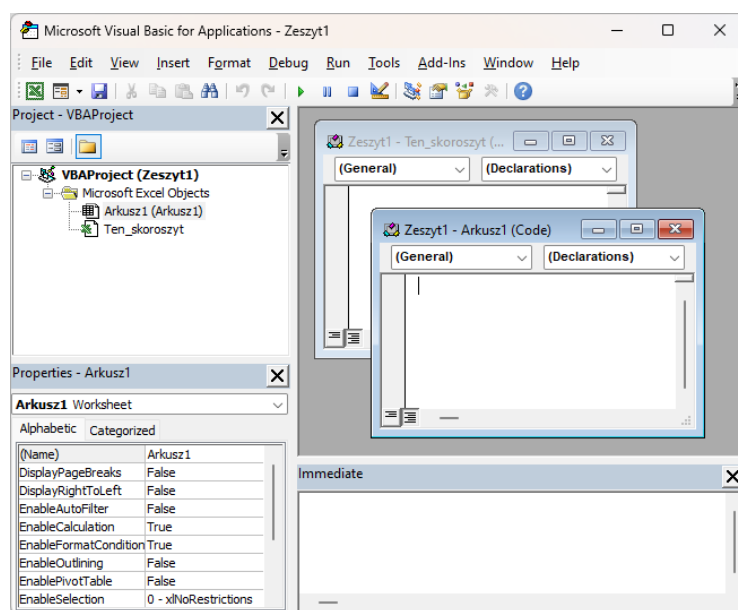 Microsoft Visual Basic for Applications - Zeszyt1
File Edit View Insert Format Debug Run Tools Add-Ins Window Help
Project - VBAProject
VBAProject (Zeszyt1)
Microsoft Excel Objects
Arkusz1 (Arkusz1)
Ten_skoroszyt
Zeszyt1 - Ten_skoroszyt (...
(General) (Declarations)
Zeszyt1 - Arkusz1 (Code)
(General) (Declarations)
Properties - Arkusz1
Arkusz1 Worksheet
Alphabetic Categorized
(Name) Arkusz1
DisplayPageBreaks False
DisplayRightToLeft False
EnableAutoFilter False
EnableCalculation True
EnableFormatCondition True
EnableOutlining False
EnablePivotTable False
EnableSelection 0 - xlNoRestrictions
Immediate